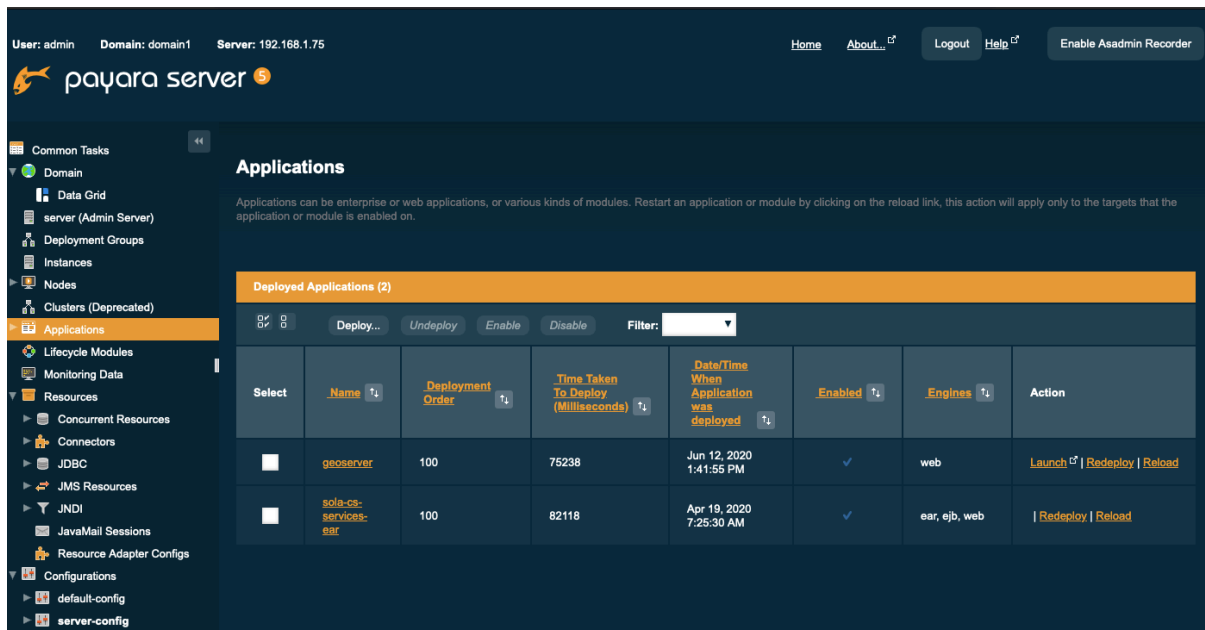 User: admin Domain: domain1 Server: 192.168.1.75
Home About... Logout Help Enable Asadmin Recorder
payara server 5
Common Tasks
Domain
Data Grid
server (Admin Server)
Deployment Groups
Instances
Nodes
Clusters (Deprecated)
Applications
Lifecycle Modules
Monitoring Data
Resources
Concurrent Resources
Connectors
JDBC
JMS Resources
JNDI
JavaMail Sessions
Resource Adapter Configs
Configurations
default-config
server-config
Applications
Applications can be enterprise or web applications, or various kinds of modules. Restart an application or module by clicking on the reload link, this action will apply only to the targets that the
application or module is enabled on.
Deployed Applications (2)
Deploy... Undeploy Enable Disable Filter:
Select
Name
Deployment
Order
Time Taken
To Deploy
(Milliseconds)
Date/Time
When
Application
was
deployed
Enabled
Engines
Action
geoserver
100
75238
Jun 12, 2020
1:41:55 PM
web
Launch | Redeploy | Reload
sola-cs-
services-
ear
100
82118
Apr 19, 2020
7:25:30 AM
ear, ejb, web
| Redeploy | Reload